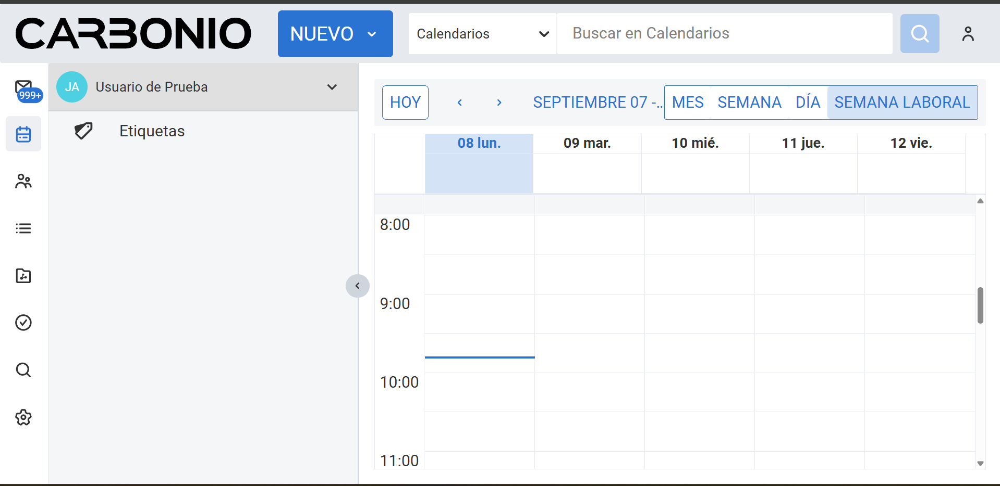 CARBONIO
NUEVO
Calendarios
Buscar en Calendarios
999+
JA
Usuario de Prueba
Etiquetas
HOY
SEPTIEMBRE 07 -...
MES
SEMANA
DÍA
SEMANA LABORAL
08 lun.
09 mar.
10 mié.
11 jue.
12 vie.
8:00
9:00
10:00
11:00